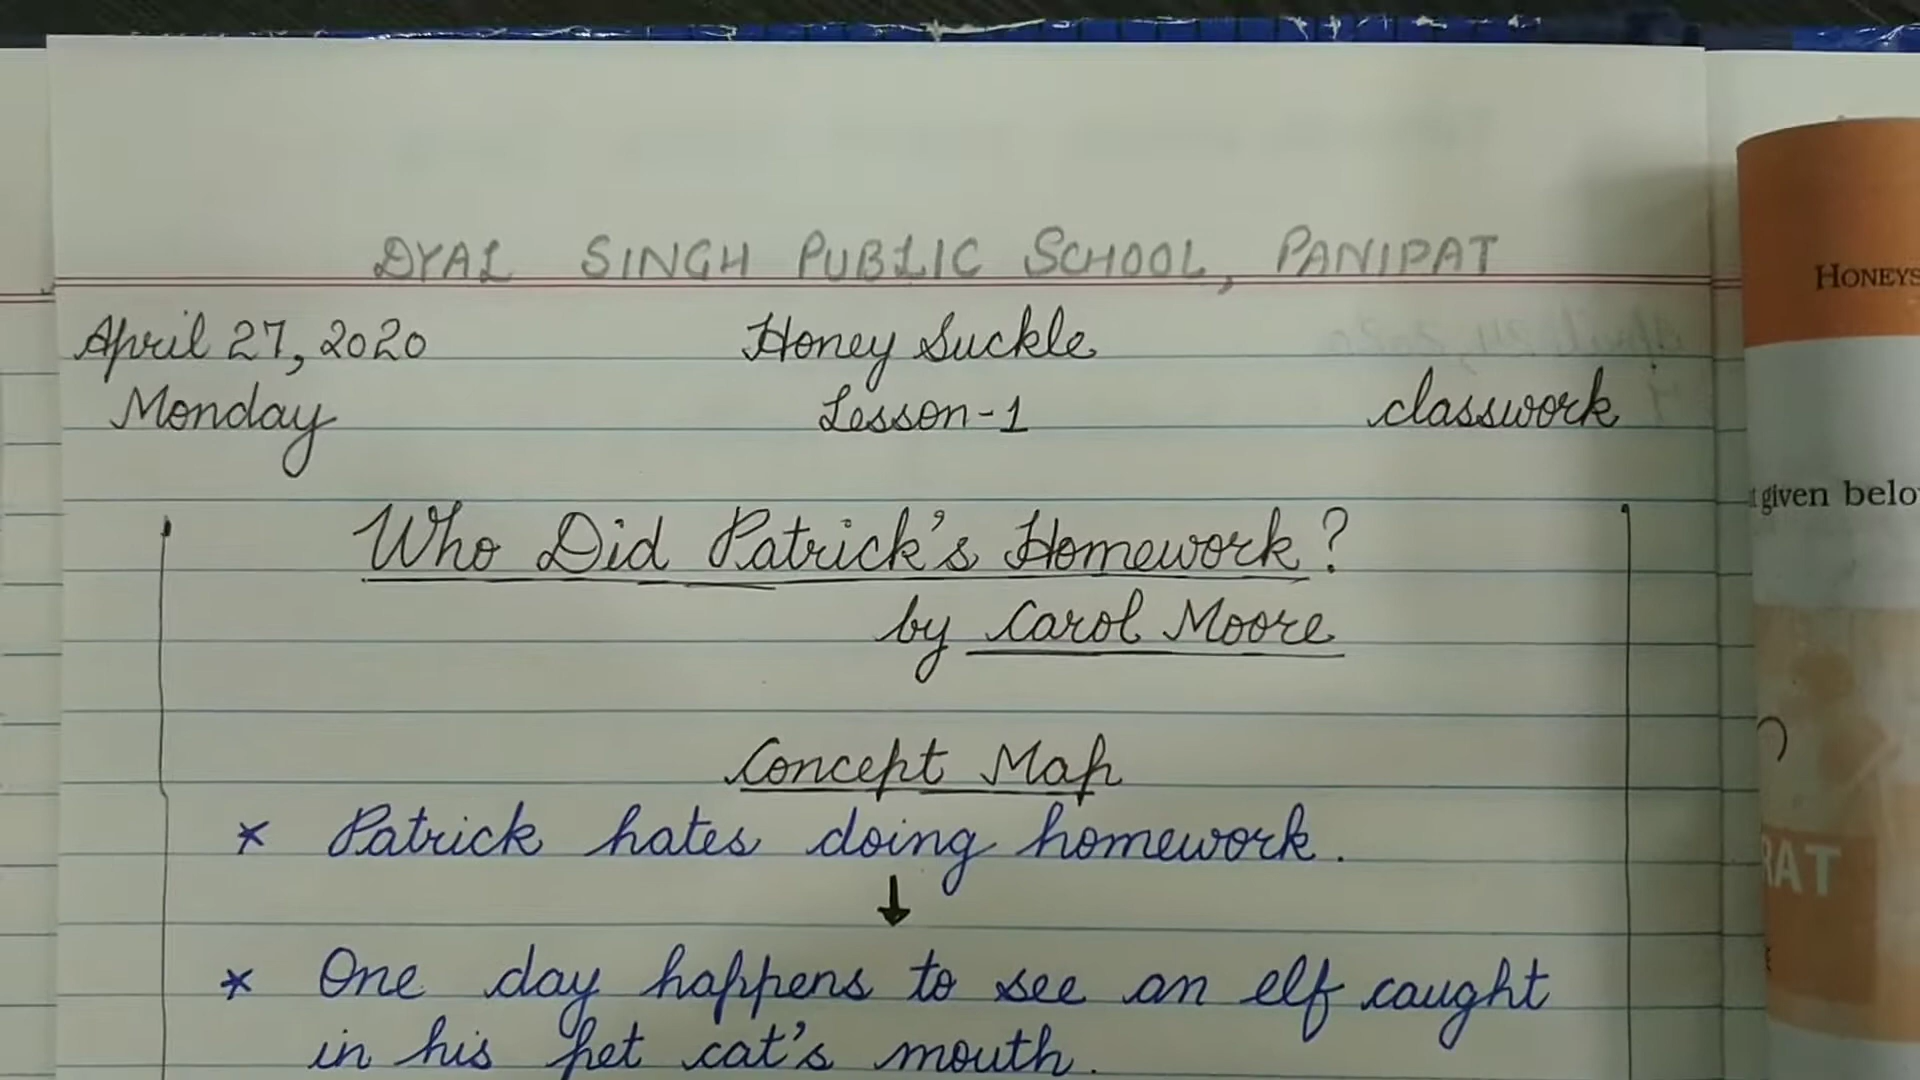 DYAL SINGH PUBLIC SCHOOL, PANIPAT
April 27, 2020 Honey Suckle
Monday Lesson-1 classwork
Who Did Patrick's Homework?
by Carol Moore
Concept Map
* Patrick hates doing homework.
↓
* One day happens to see an elf caught
in his pet cat's mouth.
HONEYS
given belo
RAT